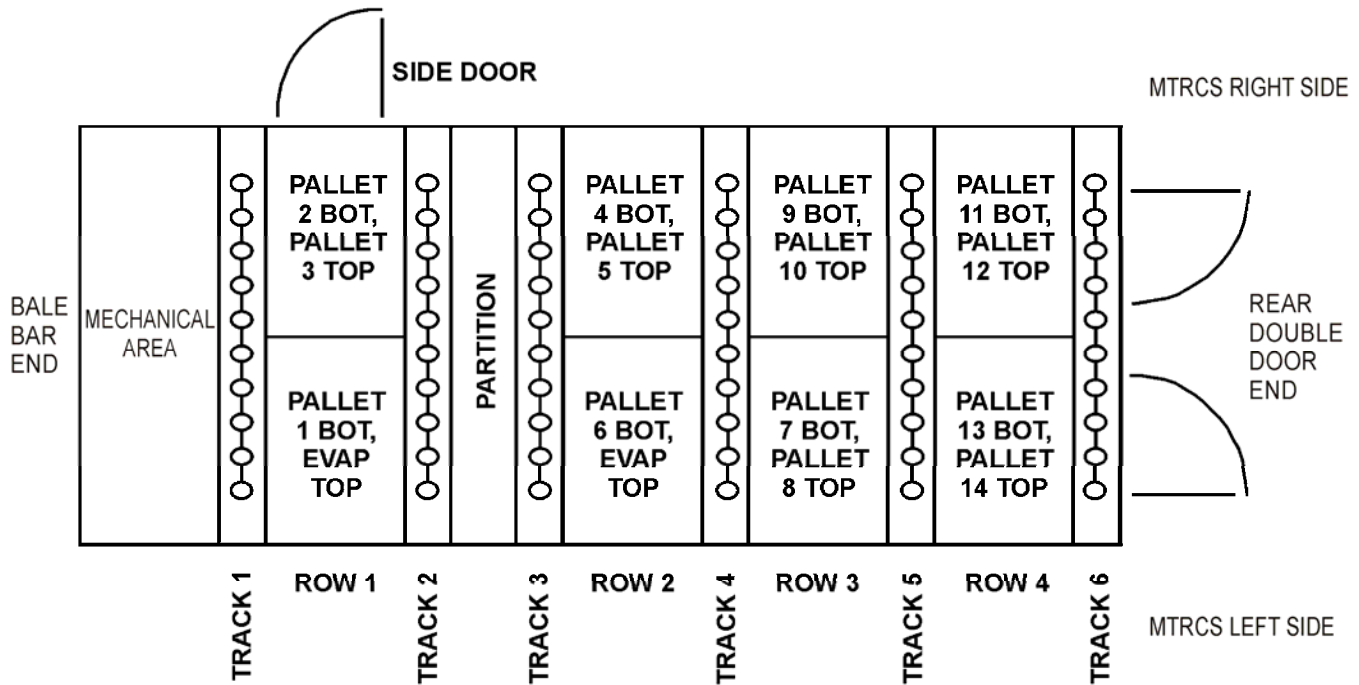 SIDE DOOR
MTRCS RIGHT SIDE
BALE
BAR
END
MECHANICAL
AREA
PALLET
2 BOT,
PALLET
3 TOP
PALLET
1 BOT,
EVAP
TOP
PARTITION
PALLET
4 BOT,
PALLET
5 TOP
PALLET
6 BOT,
EVAP
TOP
PALLET
9 BOT,
PALLET
10 TOP
PALLET
7 BOT,
PALLET
8 TOP
PALLET
11 BOT,
PALLET
12 TOP
PALLET
13 BOT,
PALLET
14 TOP
REAR
DOUBLE
DOOR
END
TRACK 1
ROW 1
TRACK 2
TRACK 3
ROW 2
TRACK 4
ROW 3
TRACK 5
ROW 4
TRACK 6
MTRCS LEFT SIDE